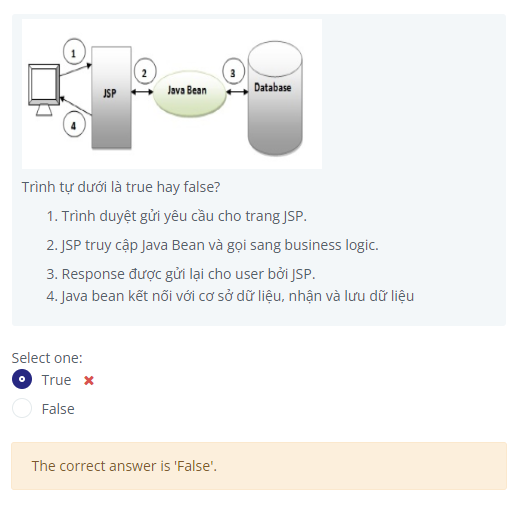 1
2
3
JSP
Java Bean
Database
4
Trình tự dưới là true hay false?
1. Trình duyệt gửi yêu cầu cho trang JSP.
2. JSP truy cập Java Bean và gọi sang business logic.
3. Response được gửi lại cho user bởi JSP.
4. Java bean kết nối với cơ sở dữ liệu, nhận và lưu dữ liệu
Select one:
True
False
The correct answer is 'False'.